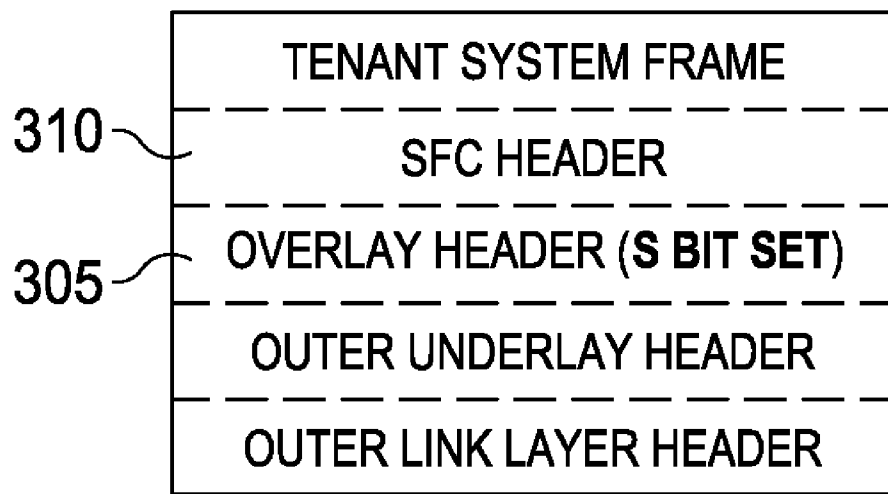 TENANT SYSTEM FRAME
310
SFC HEADER
OVERLAY HEADER (S BIT SET)
305
OUTER UNDERLAY HEADER
OUTER LINK LAYER HEADER